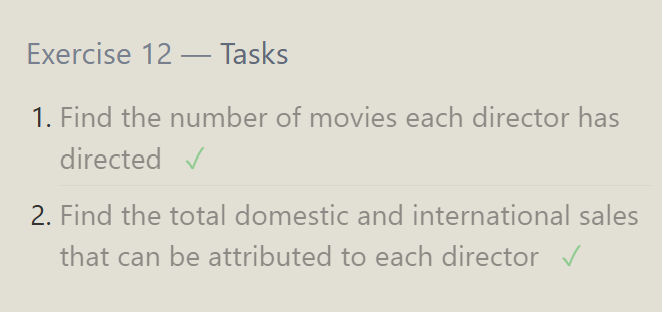 Exercise 12 — Tasks
1. Find the number of movies each director has
directed ✓
2. Find the total domestic and international sales
that can be attributed to each director ✓